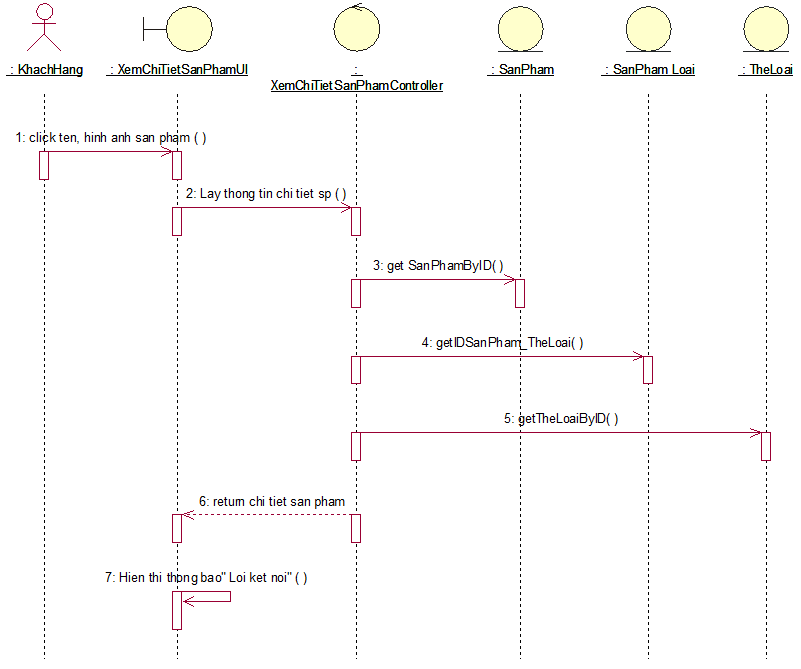 : KhachHang
: XemChiTietSanPhamUI
:
XemChiTietSanPhamController
: SanPham
: SanPham Loai
: TheLoai
1: click ten, hinh anh san pham ( )
2: Lay thong tin chi tiet sp ( )
3: get SanPhamByID( )
4: getIDSanPham_TheLoai( )
5: getTheLoaiByID( )
6: return chi tiet san pham
7: Hien thi thong bao" Loi ket noi" ( )